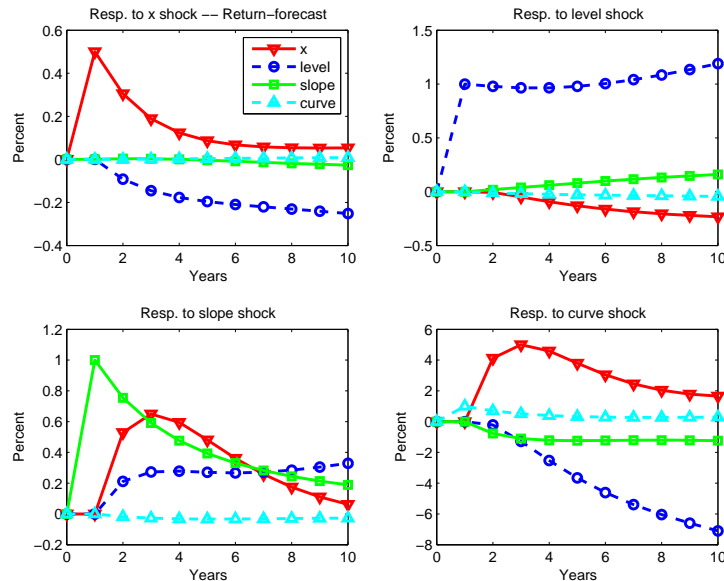 Resp. to x shock −− Return−forecast
0.6
0.4
0.2
0
−0.2
−0.4
0 2 4 6 8 10
Percent
Years
x
level
slope
curve
Resp. to level shock
1.5
1
0.5
0
−0.5
0 2 4 6 8 10
Percent
Years
Resp. to slope shock
1.2
1
0.8
0.6
0.4
0.2
0
−0.2
0 2 4 6 8 10
Percent
Years
Resp. to curve shock
6
4
2
0
−2
−4
−6
−8
0 2 4 6 8 10
Percent
Years